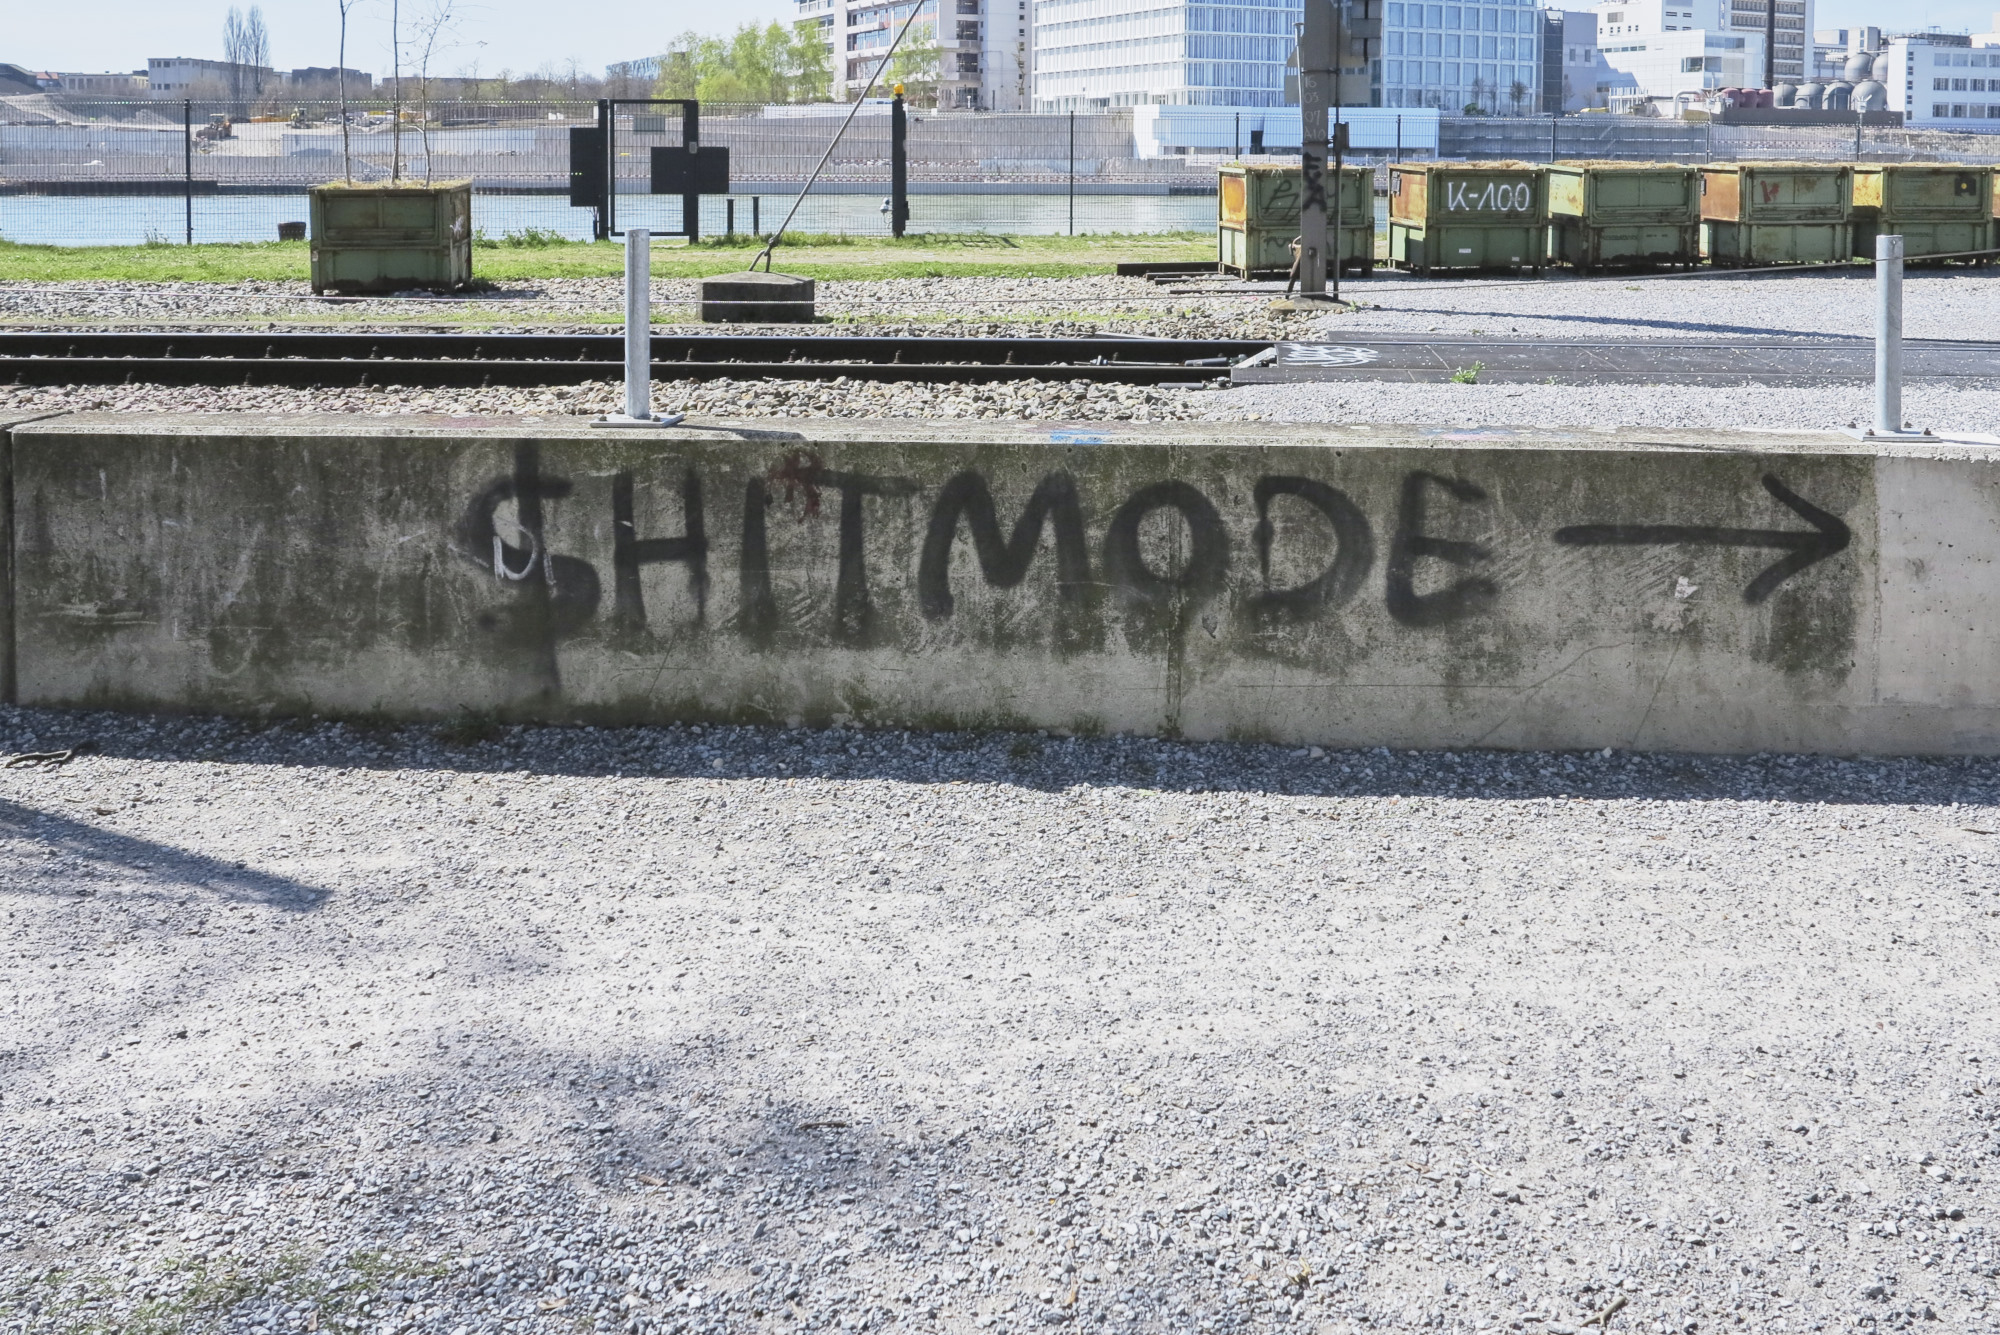 K-100
$HITMODE →